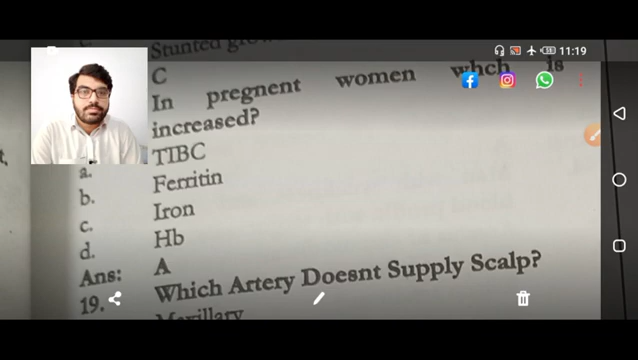 11:19
Stunted
C
In pregnent women whch is
increased?
a. TIBC
b. Ferritin
c. Iron
d. Hb
Ans: A
19. Which Artery Doesnt Supply Scalp?
Maxillary